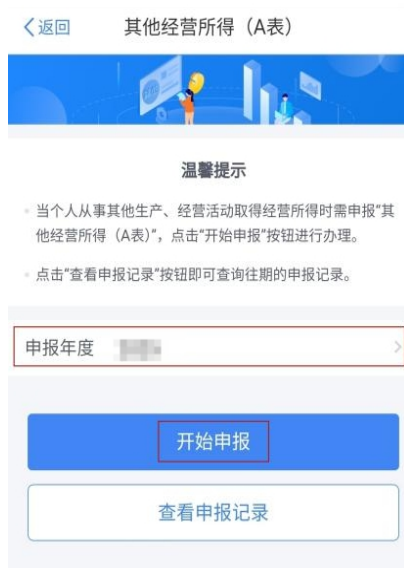 返回 其他经营所得（A表）
温馨提示
当个人从事其他生产、经营活动取得经营所得时需申报“其
他经营所得（A表）”，点击“开始申报”按钮进行办理。
点击“查看申报记录”按钮即可查询往期的申报记录。
申报年度
开始申报
查看申报记录